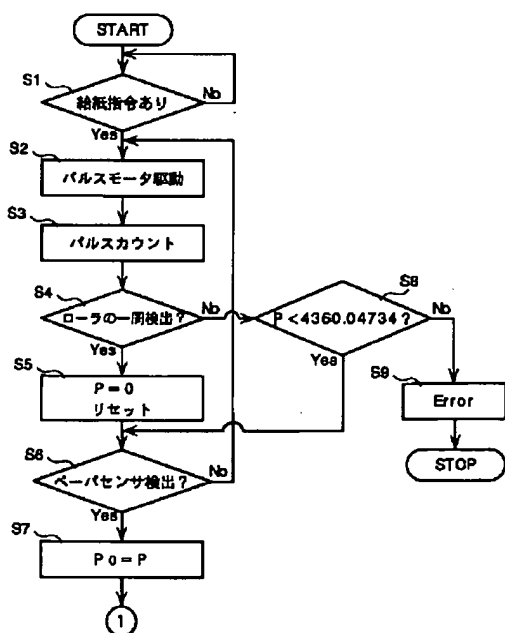 START
S1
給紙指令あり
No
Yes
S2
パルスモータ駆動
S3
パルスカウント
S4
ローラの一周検出?
No
Yes
S8
P<4360.04734?
No
Yes
S5
P=0
リセット
S9
Error
STOP
S6
ペーパセンサ検出?
No
Yes
S7
P0=P
1